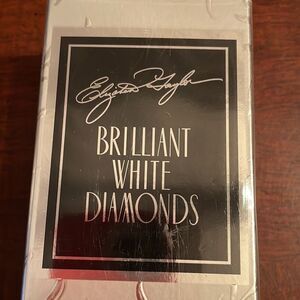 Elizabeth Taylor
BRILLIANT
WHITE
DIAMONDS